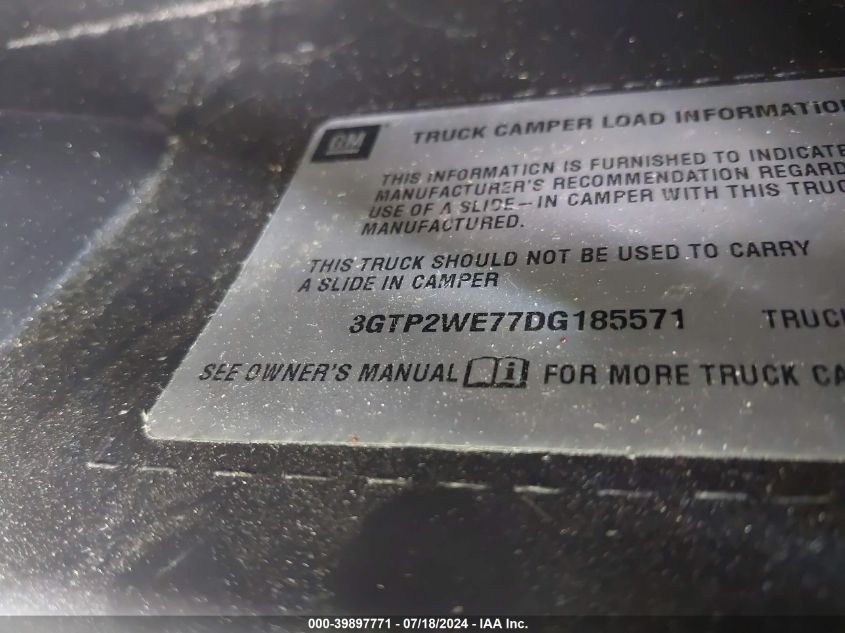 GM
TRUCK CAMPER LOAD INFORMATIO
THIS INFORMATION IS FURNISHED TO INDICATE
MANUFACTURER'S RECOMMENDATION REGARD
USE OF A SLIDE-IN CAMPER WITH THIS TRUC
MANUFACTURED.
THIS TRUCK SHOULD NOT BE USED TO CARRY
A SLIDE IN CAMPER
3GTP2WE77DG185571 TRUC
SEE OWNER'S MANUAL i FOR MORE TRUCK CA
000-39897771 - 07/18/2024 - IAA Inc.